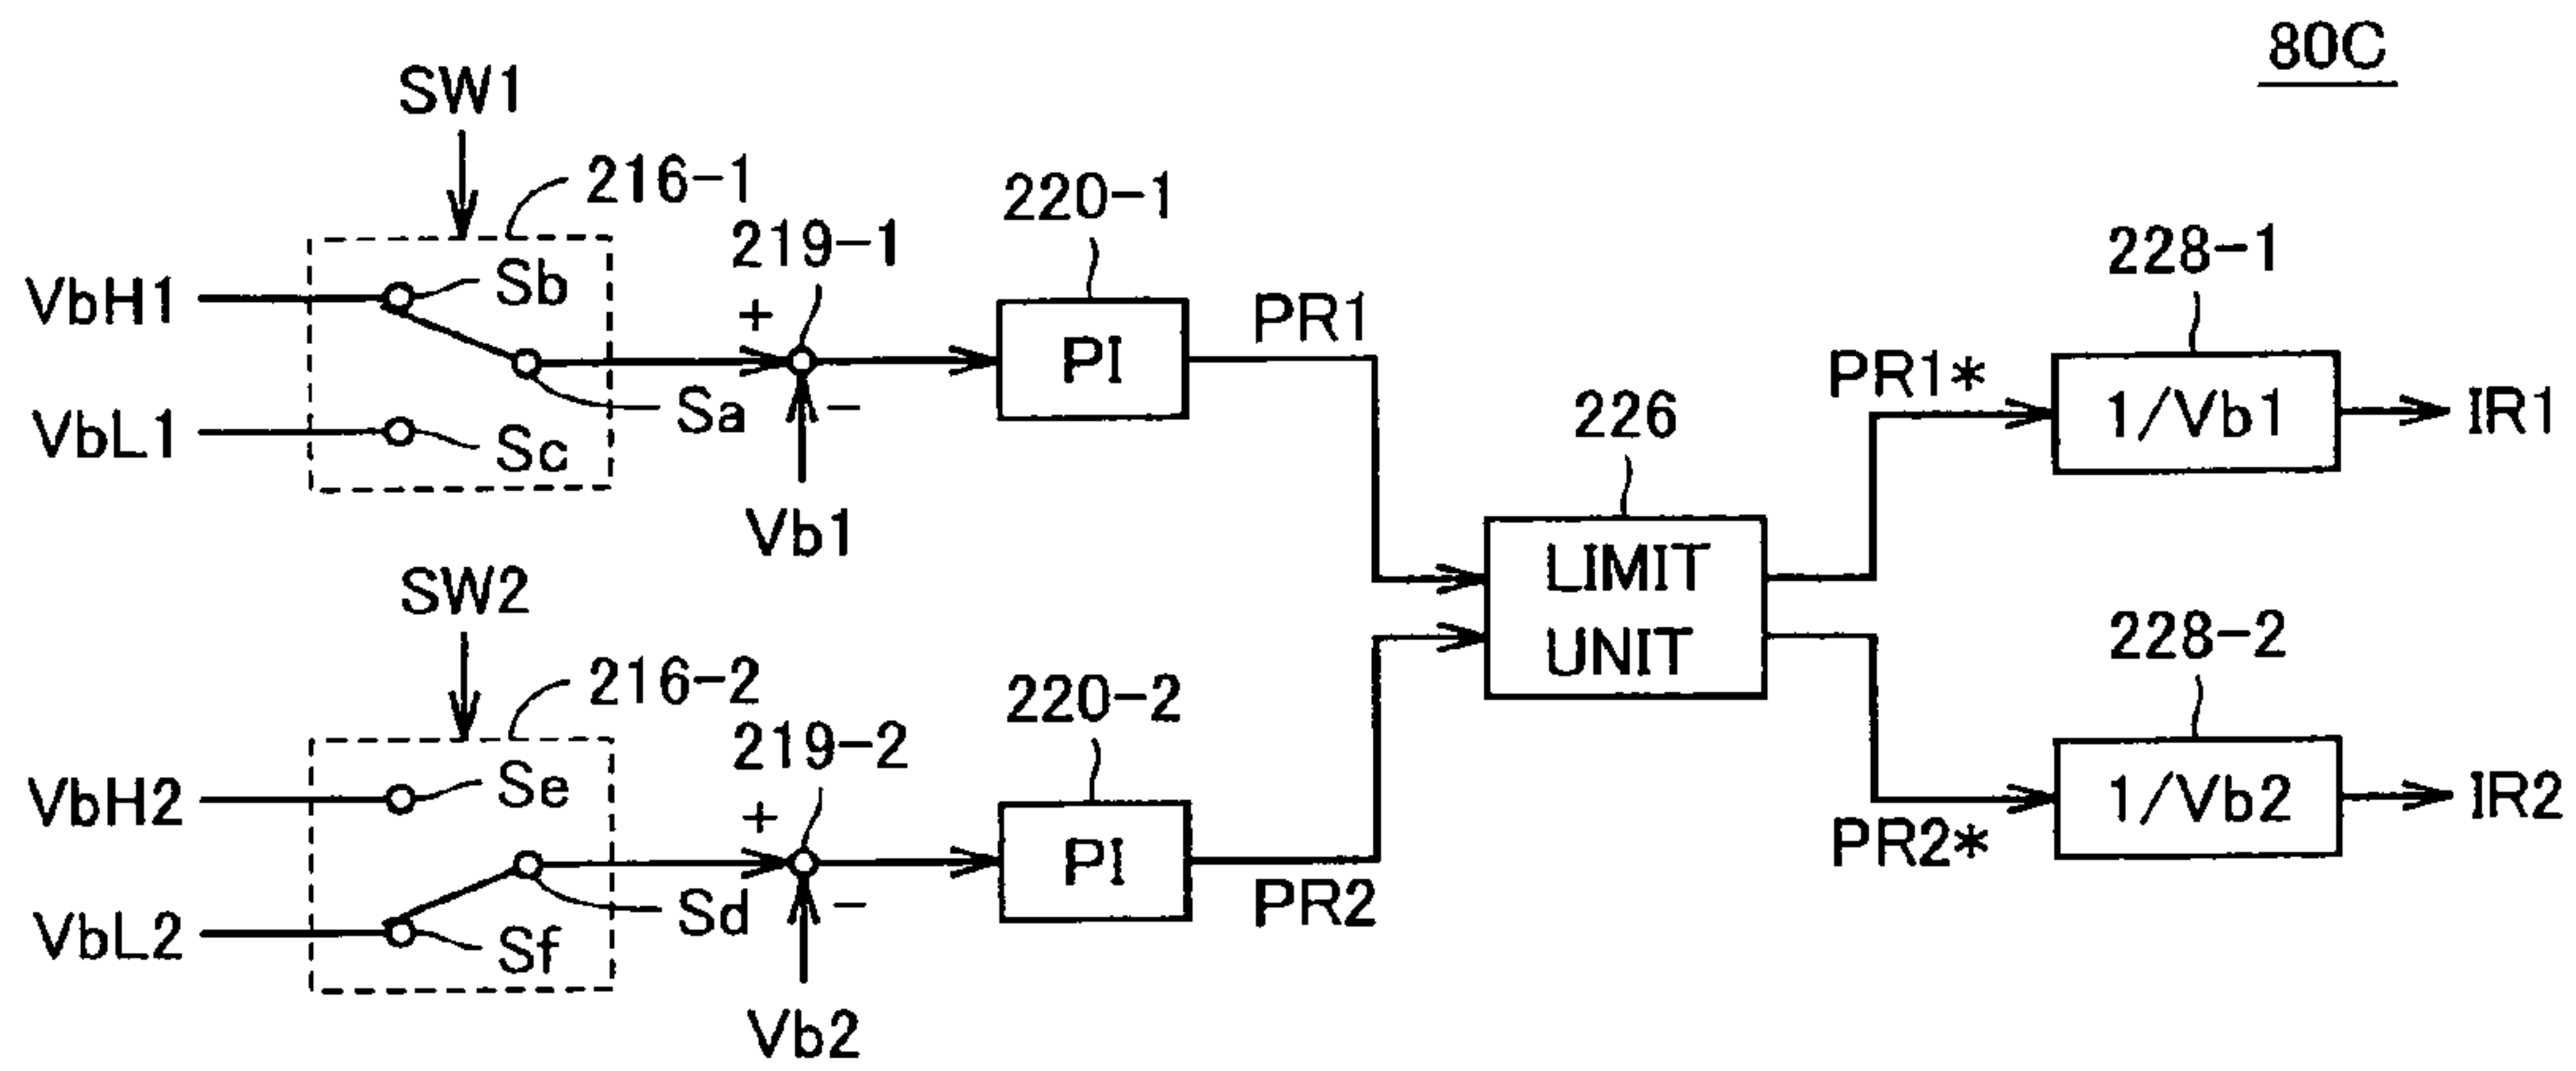 80C
SW1
216-1
220-1
219-1
228-1
VbH1
Sb
+
PI
PR1
PR1*
1/Vb1
IR1
VbL1
Sa
Sc
-
226
Vb1
LIMIT
UNIT
SW2
216-2
220-2
219-2
228-2
VbH2
Se
+
PI
PR2
PR2*
1/Vb2
IR2
VbL2
Sd
Sf
-
Vb2